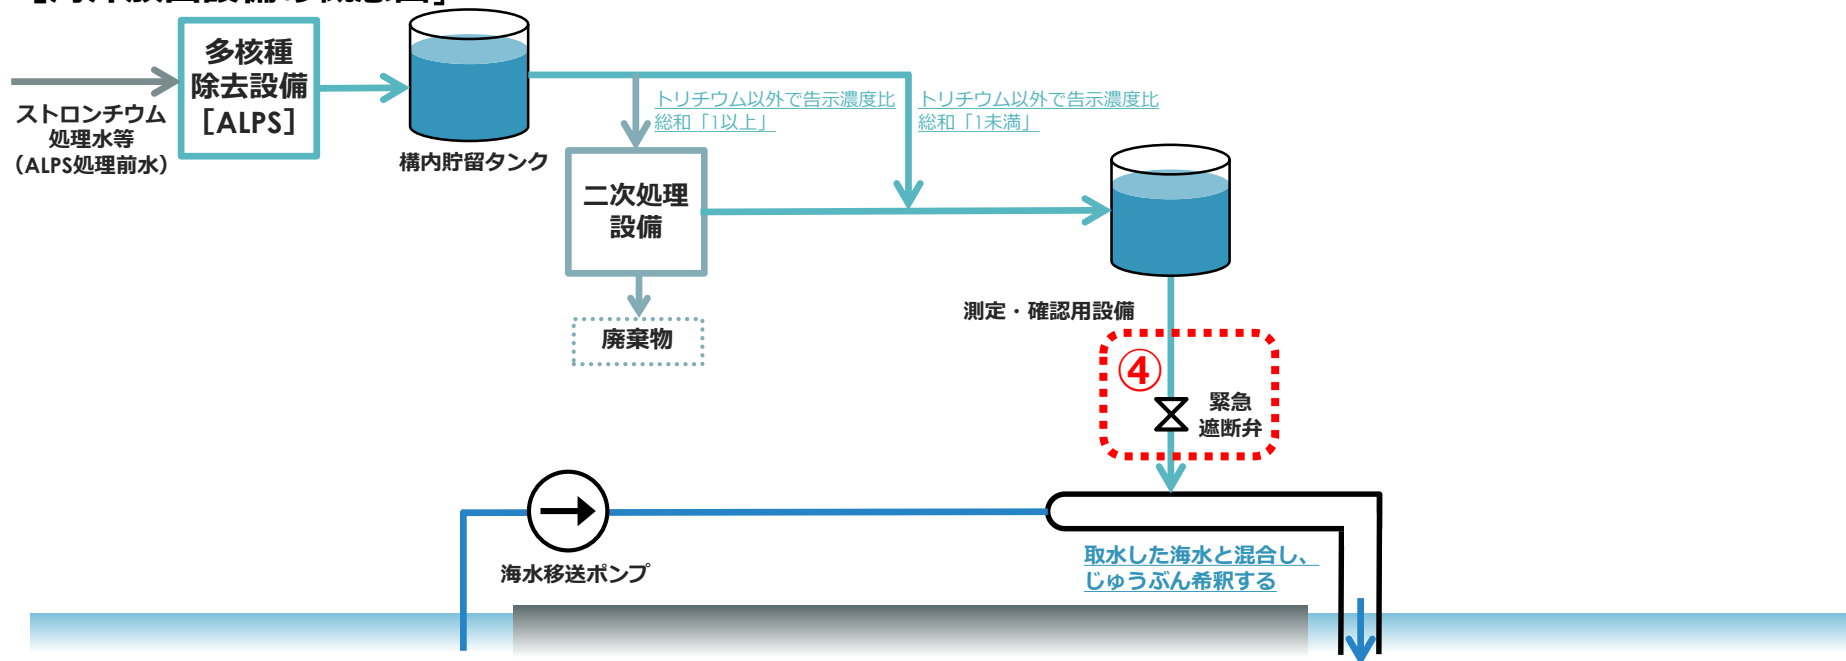 多核種
除去設備
［ALPS］
ストロンチウム
処理水等
（ALPS処理前水）
構内貯留タンク
トリチウム以外で告示濃度比
総和「1以上」
トリチウム以外で告示濃度比
総和「1未満」
二次処理
設備
廃棄物
測定・確認用設備
④
緊急
遮断弁
海水移送ポンプ
取水した海水と混合し、
じゅうぶん希釈する